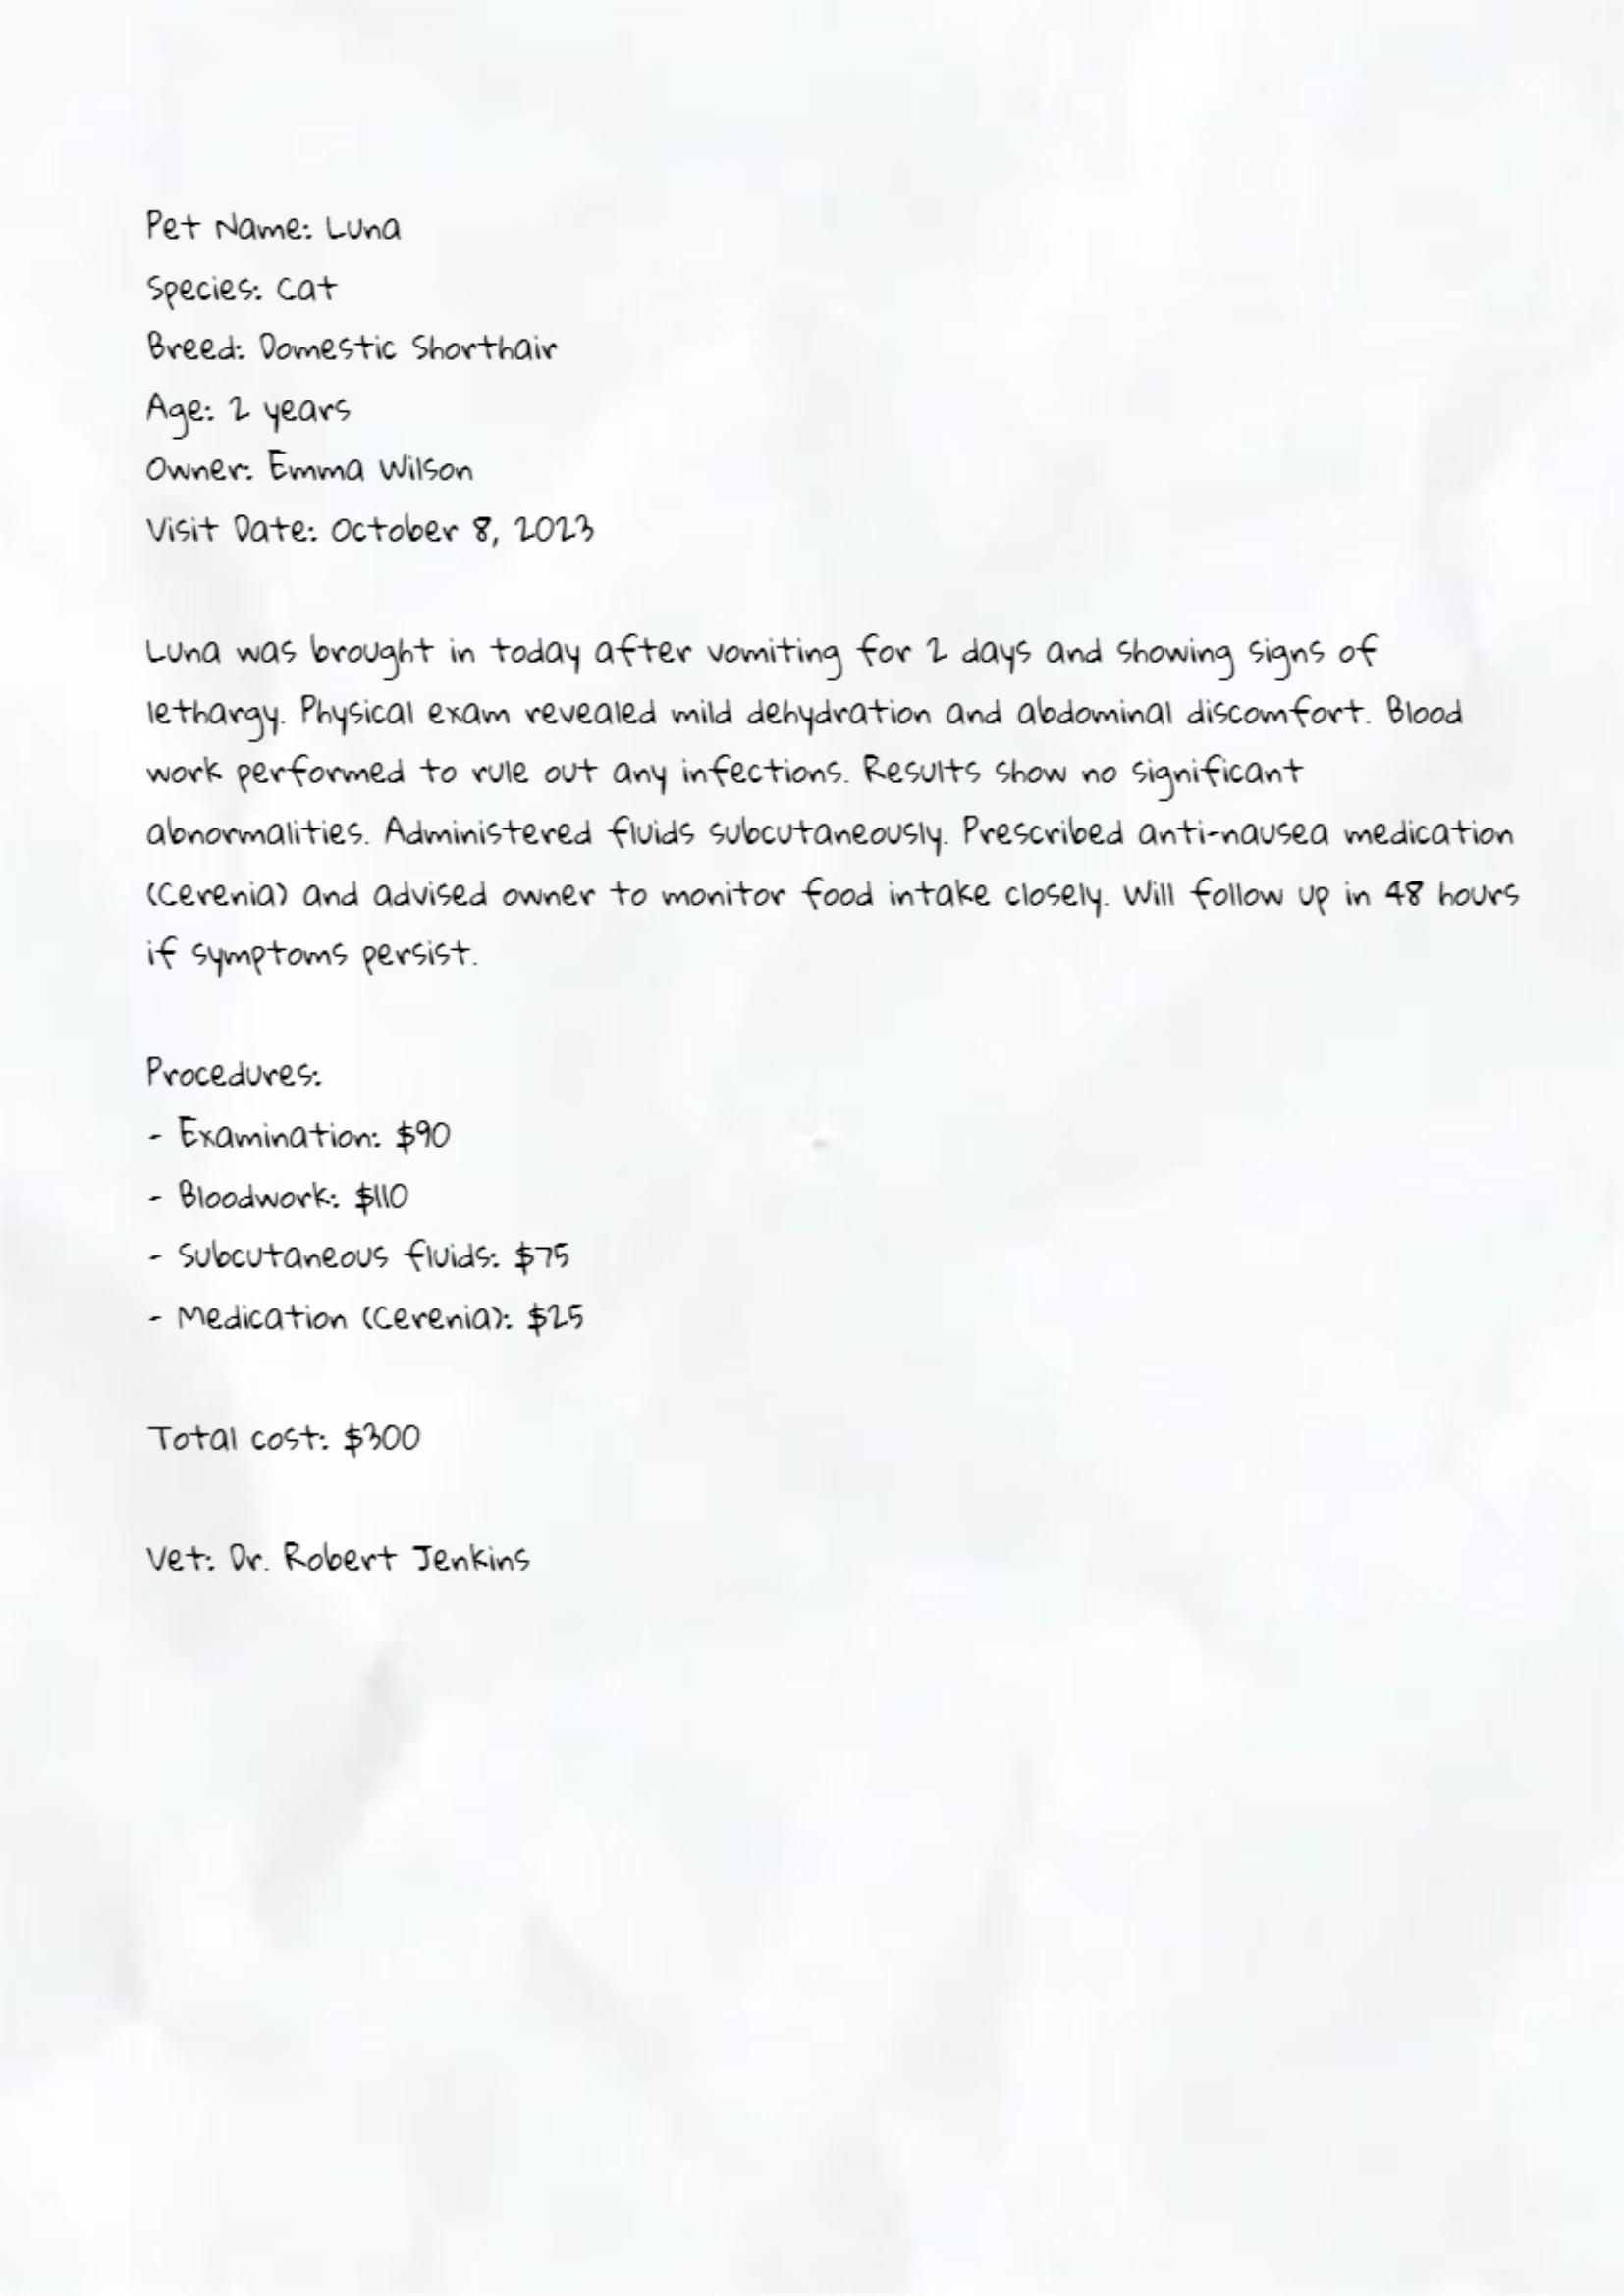 Pet Name: Luna
Species: Cat
Breed: Domestic Shorthair
Age: 2 years
Owner: Emma Wilson
Visit Date: October 8, 2023
Luna was brought in today after vomiting for 2 days and showing signs of
lethargy. Physical exam revealed mild dehydration and abdominal discomfort. Blood
work performed to rule out any infections. Results show no significant
abnormalities. Administered fluids subcutaneously. Prescribed anti-nausea medication
(Cerenia) and advised owner to monitor food intake closely. Will follow up in 48 hours
if symptoms persist.
Procedures:
- Examination: $90
- Bloodwork: $110
- Subcutaneous fluids: $75
- Medication (Cerenia): $25
Total cost: $300
Vet: Dr. Robert Jenkins